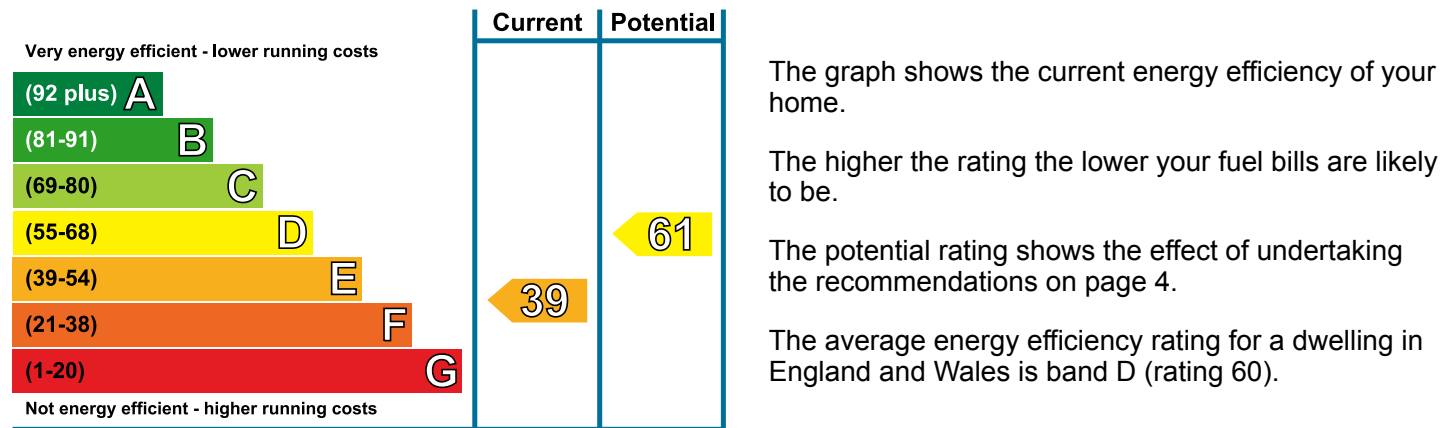 Current Potential
Very energy efficient - lower running costs
(92 plus) A
(81-91) B
(69-80) C
(55-68) D
61
(39-54) E
39
(21-38) F
(1-20) G
Not energy efficient - higher running costs
The graph shows the current energy efficiency of your
home.
The higher the rating the lower your fuel bills are likely
to be.
The potential rating shows the effect of undertaking
the recommendations on page 4.
The average energy efficiency rating for a dwelling in
England and Wales is band D (rating 60).